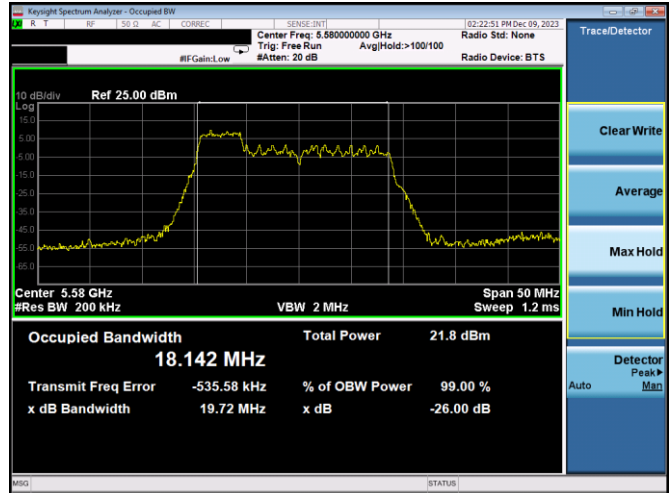 Keysight Spectrum Analyzer - Occupied BW
LXI R T RF 50 Ω AC CORREC SENSE:INT 02:22:51 PM Dec 09, 2023
Center Freq: 5.580000000 GHz Radio Std: None
Trig: Free Run Avg|Hold:>100/100
#IFGain:Low #Atten: 20 dB Radio Device: BTS
Trace/Detector
10 dB/div Ref 25.00 dBm
Log
15.0
5.00
-5.00
-15.0
-25.0
-35.0
-45.0
-55.0
-65.0
Center 5.58 GHz Span 50 MHz
#Res BW 200 kHz VBW 2 MHz Sweep 1.2 ms
Occupied Bandwidth Total Power 21.8 dBm
18.142 MHz
Transmit Freq Error -535.58 kHz % of OBW Power 99.00 %
x dB Bandwidth 19.72 MHz x dB -26.00 dB
Clear Write
Average
Max Hold
Min Hold
Detector
Peak▶
Auto Man
MSG STATUS